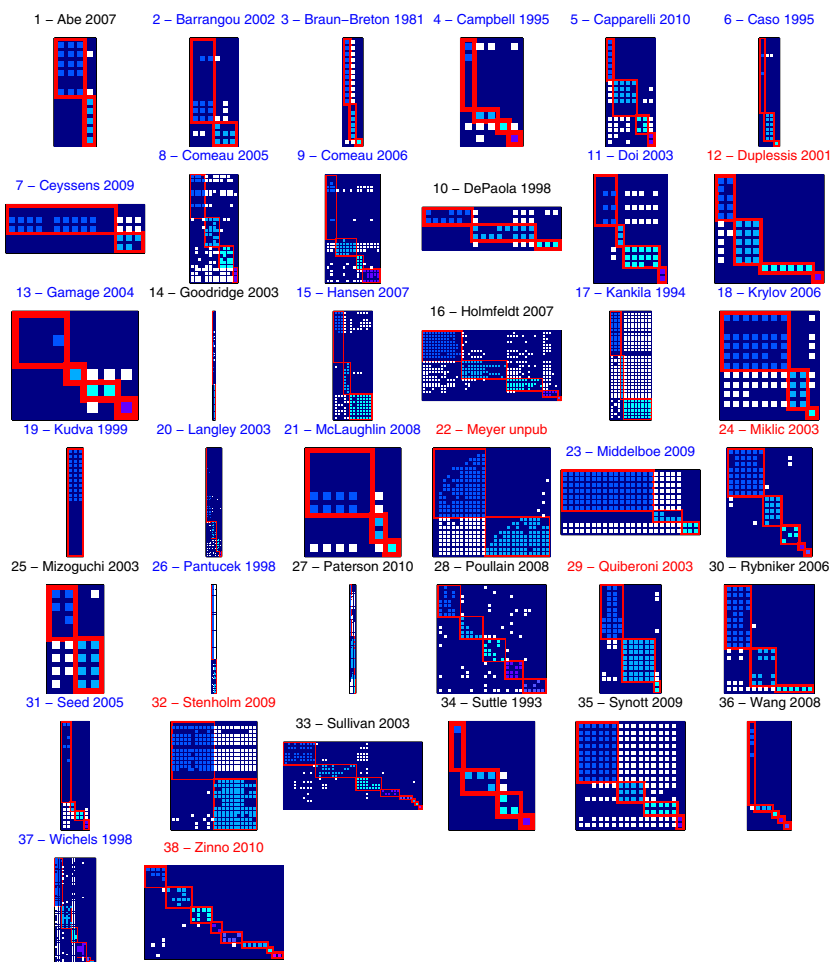 1 − Abe 2007
2 − Barrangou 2002
3 − Braun−Breton 1981
4 − Campbell 1995
5 − Capparelli 2010
6 − Caso 1995
7 − Ceyssens 2009
8 − Comeau 2005
9 − Comeau 2006
10 − DePaola 1998
11 − Doi 2003
12 − Duplessis 2001
13 − Gamage 2004
14 − Goodridge 2003
15 − Hansen 2007
16 − Holmfeldt 2007
17 − Kankila 1994
18 − Krylov 2006
19 − Kudva 1999
20 − Langley 2003
21 − McLaughlin 2008
22 − Meyer unpub
23 − Middelboe 2009
24 − Miklic 2003
25 − Mizoguchi 2003
26 − Pantucek 1998
27 − Paterson 2010
28 − Poullain 2008
29 − Quiberoni 2003
30 − Rybniker 2006
31 − Seed 2005
32 − Stenholm 2009
33 − Sullivan 2003
34 − Suttle 1993
35 − Synott 2009
36 − Wang 2008
37 − Wichels 1998
38 − Zinno 2010